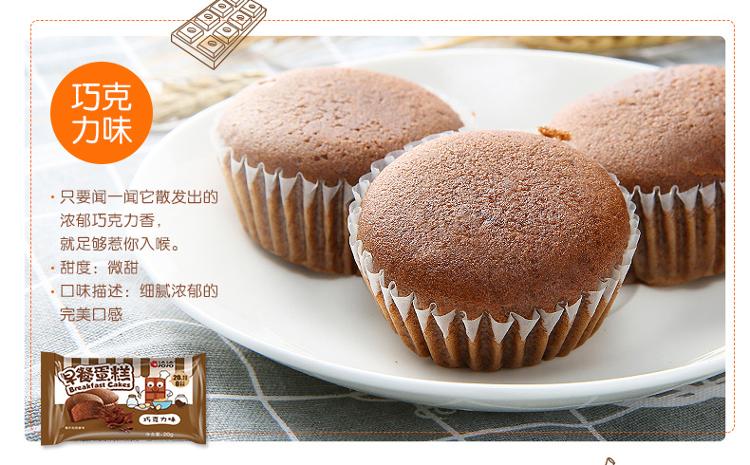 巧克
力味
· 只要闻一闻它散发出的
浓郁巧克力香，
就足够惹你入喉。
· 甜度：微甜
· 口味描述：细腻浓郁的
完美口感
洽洽
早餐蛋糕
Breakfast Cakes
巧克力味